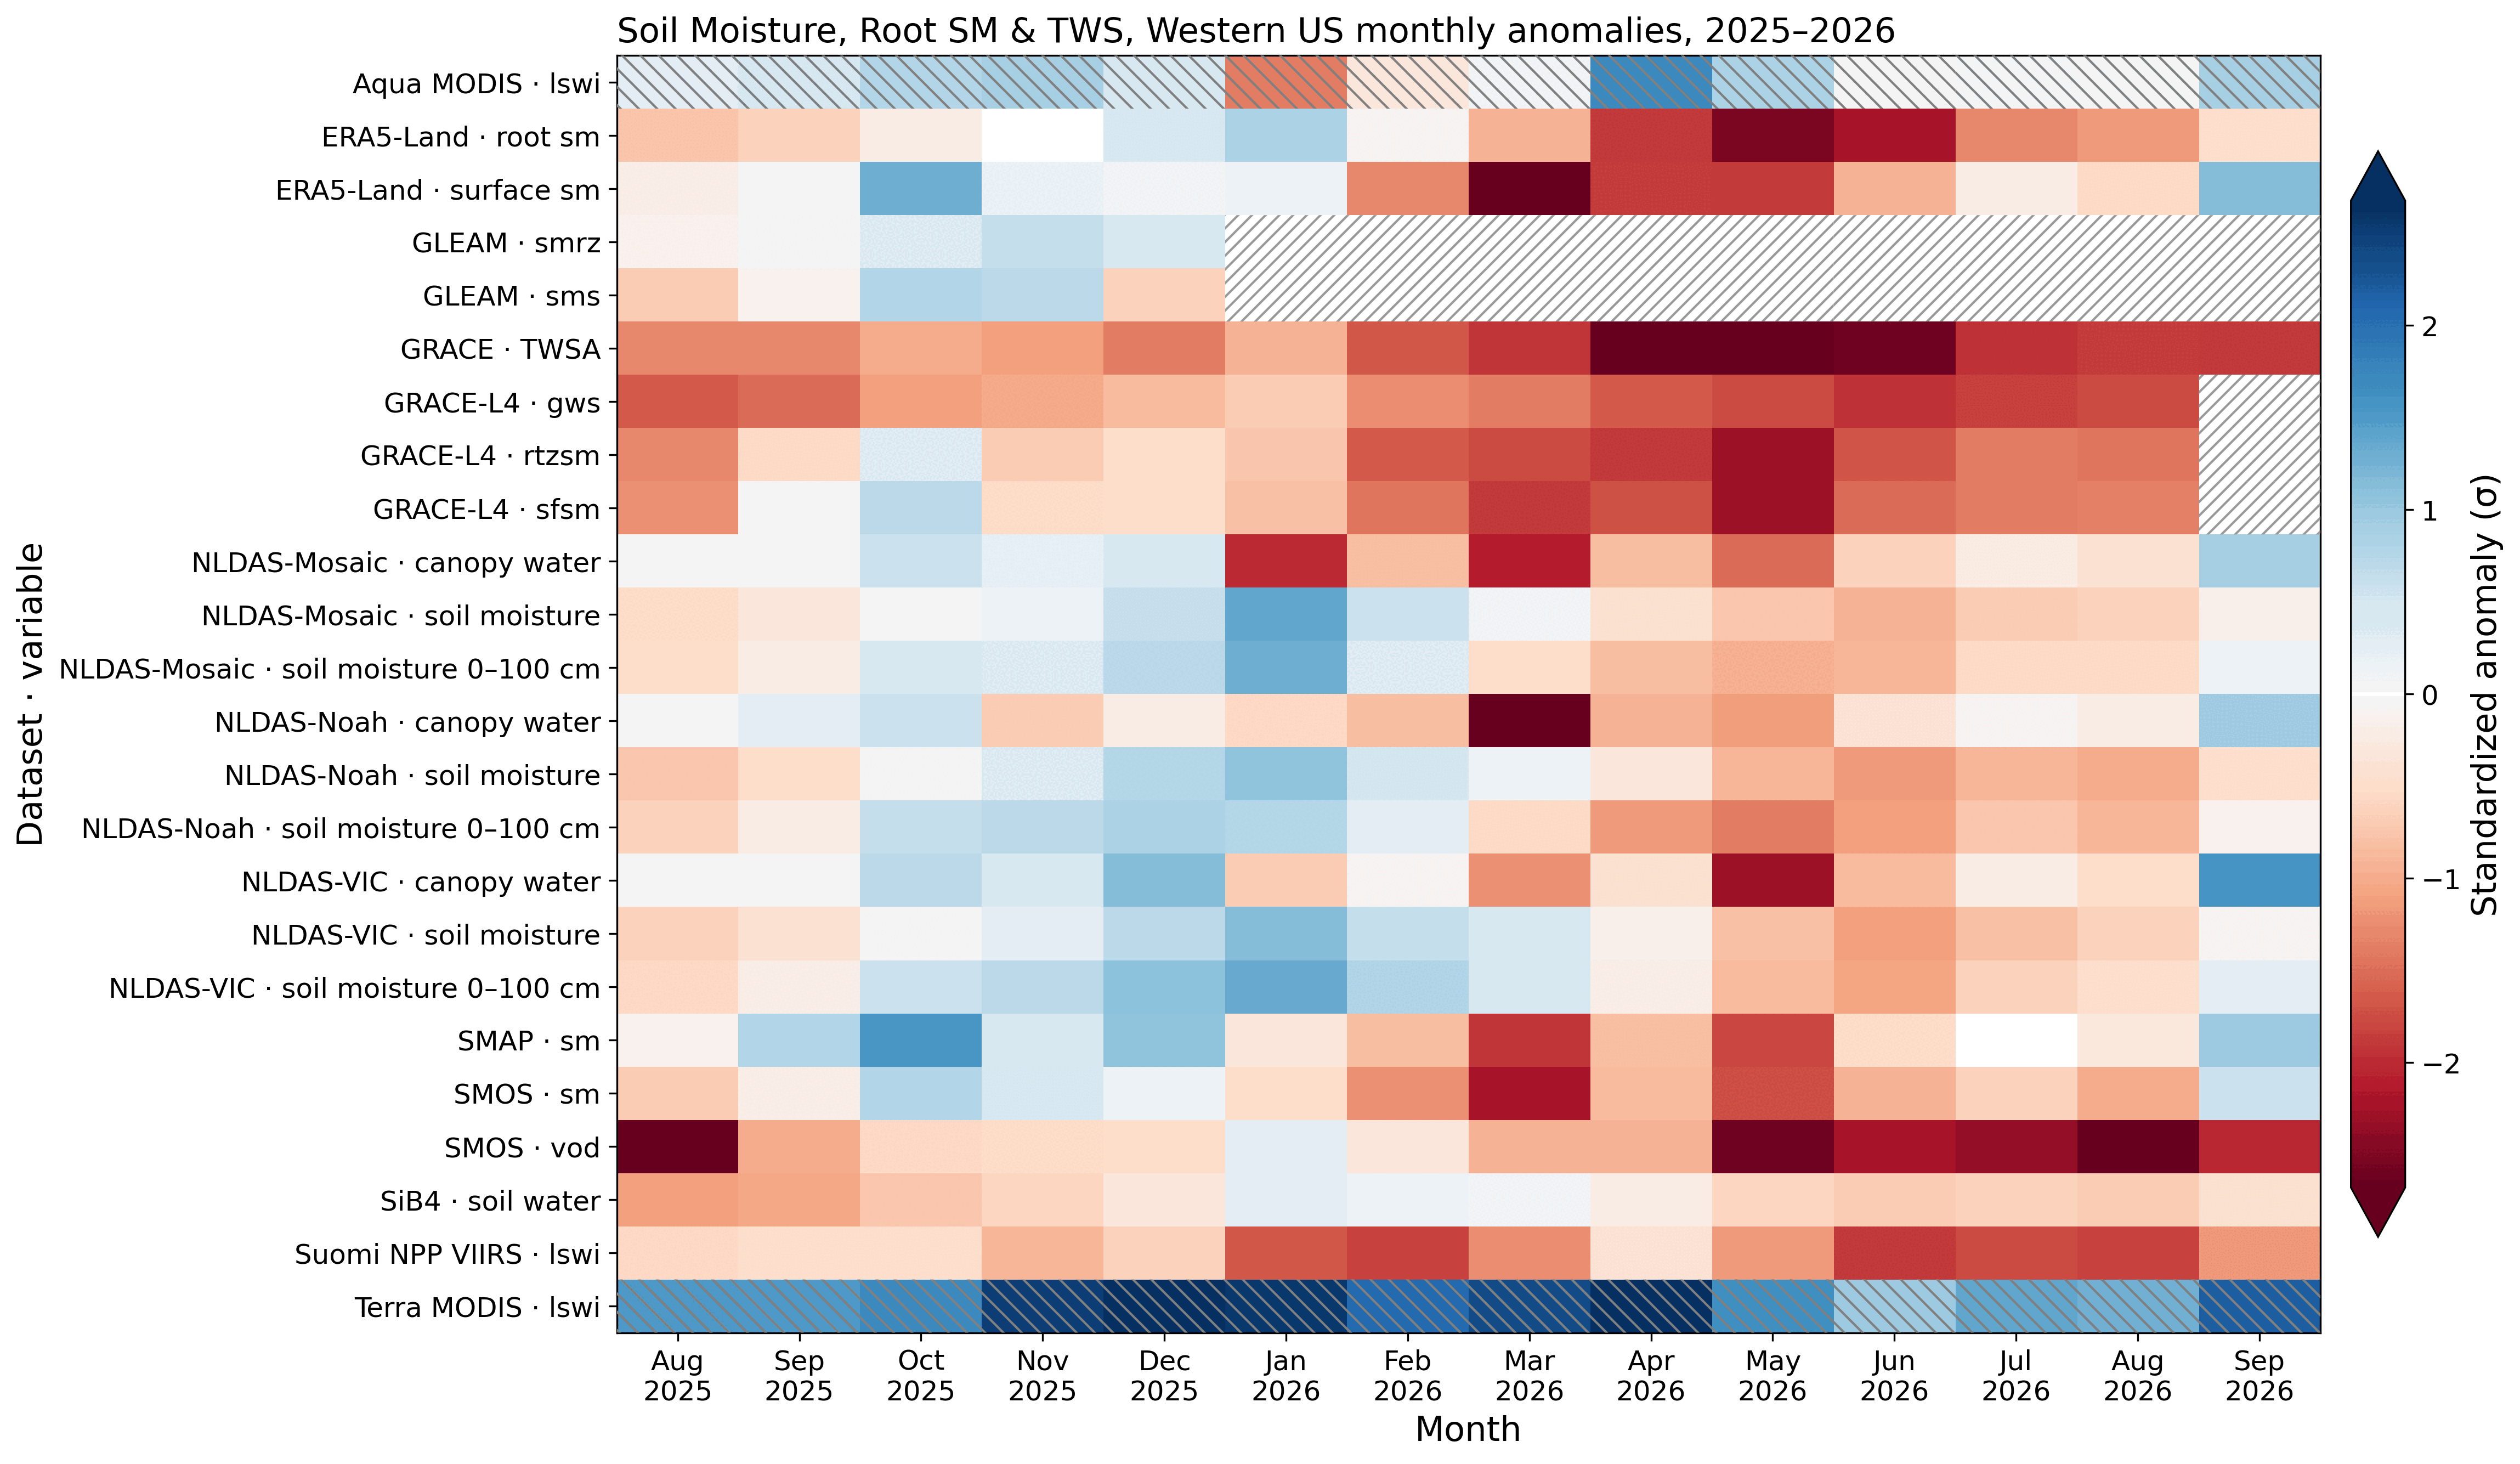 Soil Moisture, Root SM & TWS, Western US monthly anomalies, 2025–2026
Dataset · variable
Aqua MODIS · lswi
ERA5-Land · root sm
ERA5-Land · surface sm
GLEAM · smrz
GLEAM · sms
GRACE · TWSA
GRACE-L4 · gws
GRACE-L4 · rtzsm
GRACE-L4 · sfsm
NLDAS-Mosaic · canopy water
NLDAS-Mosaic · soil moisture
NLDAS-Mosaic · soil moisture 0–100 cm
NLDAS-Noah · canopy water
NLDAS-Noah · soil moisture
NLDAS-Noah · soil moisture 0–100 cm
NLDAS-VIC · canopy water
NLDAS-VIC · soil moisture
NLDAS-VIC · soil moisture 0–100 cm
SMAP · sm
SMOS · sm
SMOS · vod
SiB4 · soil water
Suomi NPP VIIRS · lswi
Terra MODIS · lswi
Aug Sep Oct Nov Dec Jan Feb Mar Apr May Jun Jul Aug Sep
2025 2025 2025 2025 2025 2026 2026 2026 2026 2026 2026 2026 2026 2026
Month
2
1
0
−1
−2
Standardized anomaly (σ)